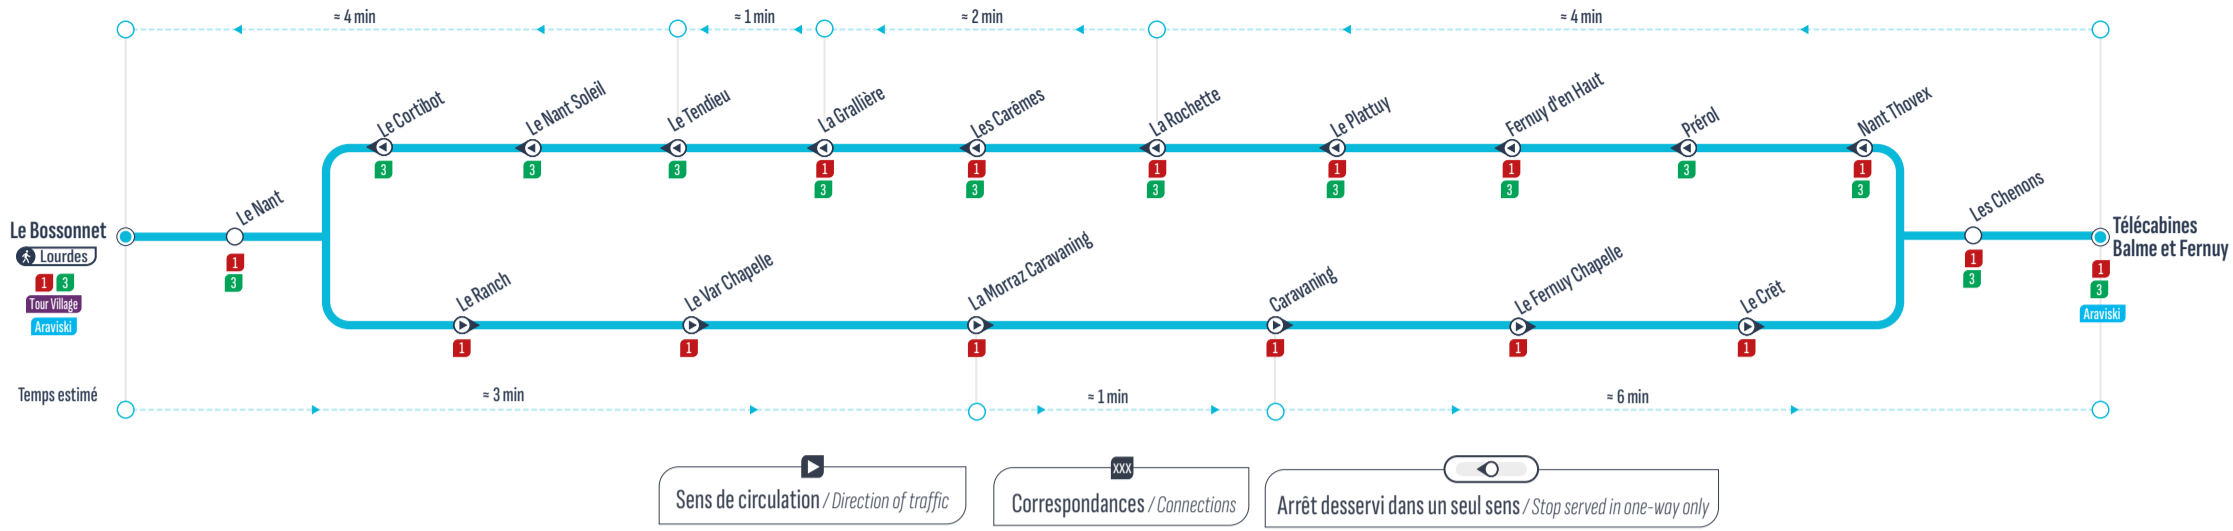 ≈ 4 min
≈ 1 min
≈ 2 min
≈ 4 min
Le Cortibot
3
Le Nant Soleil
3
Le Tendieu
3
La Grallière
1
3
Les Carêmes
1
3
La Rochette
1
3
Le Plattuy
1
3
Fernuy d'en Haut
1
3
Prérol
3
Nant Thovex
1
3
Le Bossonnet
Lourdes
1 3
Tour Village
Araviski
Le Nant
1
3
Les Chenons
1
3
Télécabines
Balme et Fernuy
1
3
Araviski
Le Ranch
1
Le Var Chapelle
1
La Morraz Caravaning
1
Caravaning
1
Le Fernuy Chapelle
1
Le Crêt
1
Temps estimé
≈ 3 min
≈ 1 min
≈ 6 min
Sens de circulation / Direction of traffic
XXX
Correspondances / Connections
Arrêt desservi dans un seul sens / Stop served in one-way only